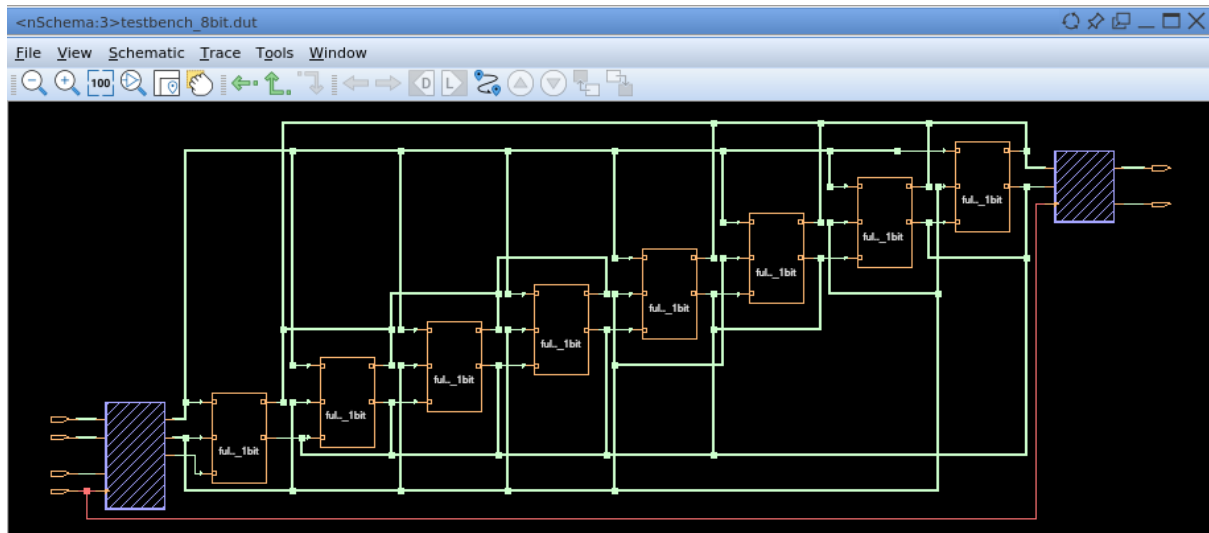 <nSchema:3>testbench_8bit.dut
File View Schematic Trace Tools Window
100 D L
ful.._1bit
ful.._1bit
ful.._1bit
ful.._1bit
ful.._1bit
ful.._1bit
ful.._1bit
ful.._1bit